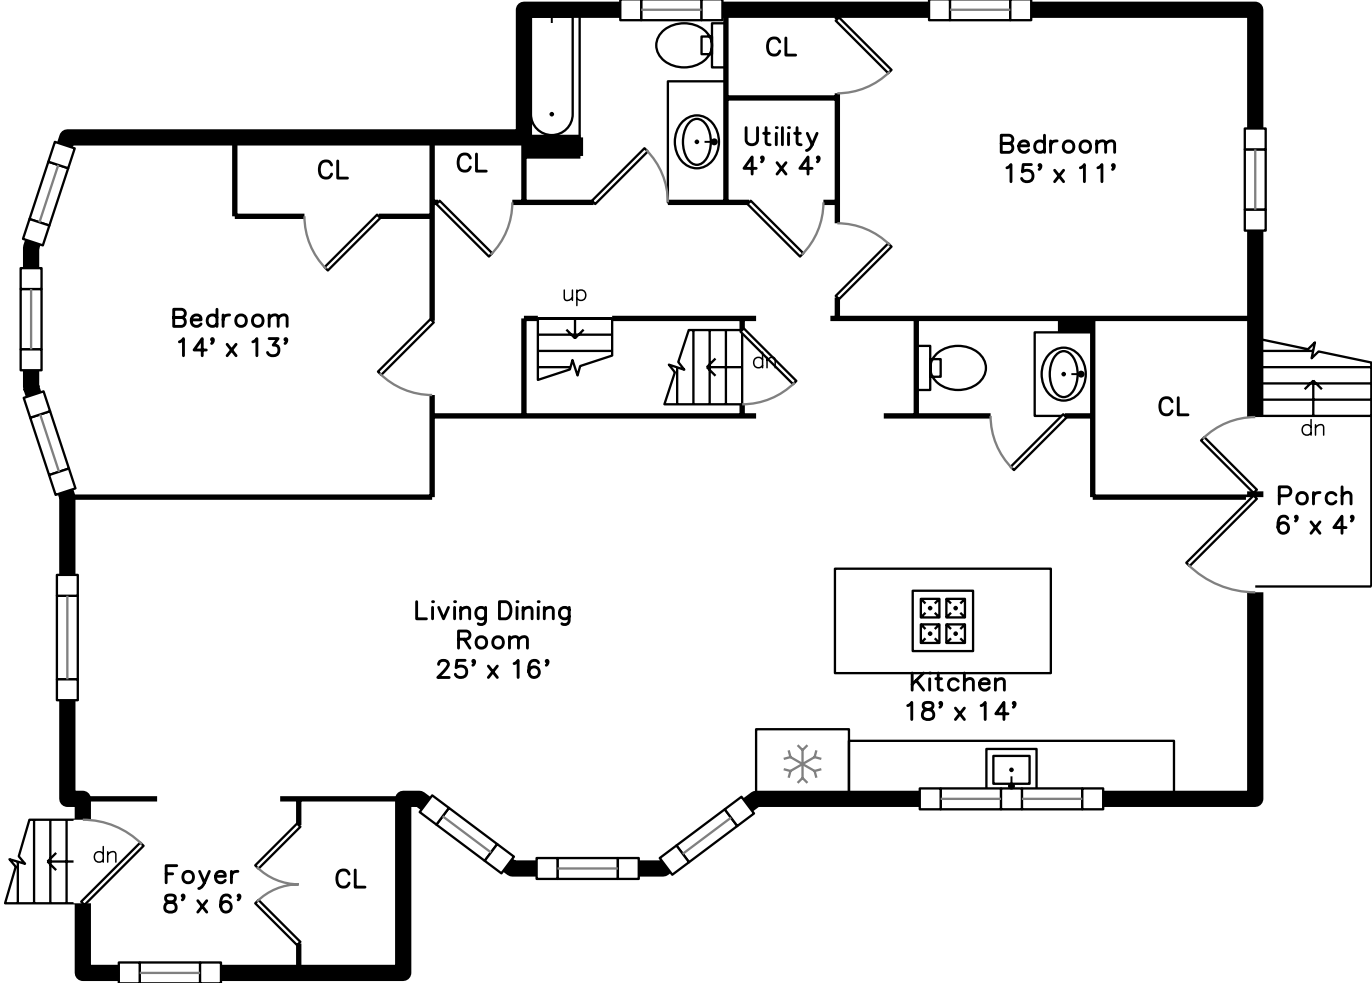 CL
Utility
4' x 4'
Bedroom
15' x 11'
CL
CL
up
Bedroom
14' x 13'
dn
CL
dn
Porch
6' x 4'
Living Dining
Room
25' x 16'
Kitchen
18' x 14'
dn
Foyer
8' x 6'
CL